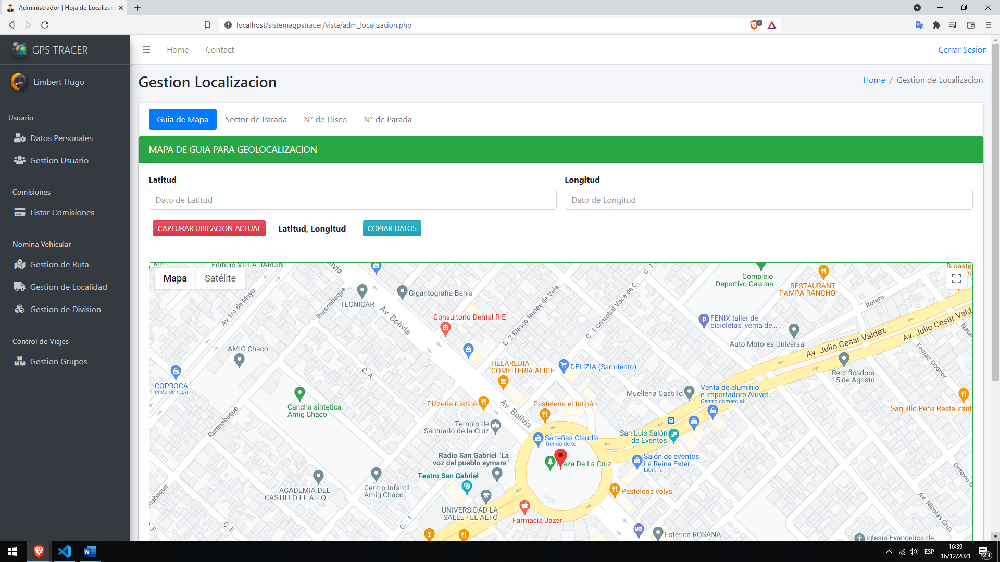 Administrador | Hoja de Localizac
localhost/sistemagpstracer/vista/adm_localizacion.php
2
GPS TRACER
Home
Contact
Cerrar Sesion
Limbert Hugo
Gestion Localizacion
Home / Gestion de Localizacion
Usuario
Datos Personales
Gestion Usuario
Comisiones
Listar Comisiones
Nomina Vehicular
Gestion de Ruta
Gestion de Localidad
Gestion de Division
Control de Viajes
Gestion Grupos
Guia de Mapa
Sector de Parada
N° de Disco
N° de Parada
MAPA DE GUIA PARA GEOLOCALIZACION
Latitud
Longitud
Dato de Latitud
Dato de Longitud
CAPTURAR UBICACION ACTUAL
Latitud, Longitud
COPIAR DATOS
Mapa
Satélite
Edificio VILLA JARDIN
Complejo
Deportivo Calama
RESTAURANT
PAMPA RANCHO
Rotero
TECNICAR
Gigantografía Bahía
Av 1ro de Mayo
Rurenabaque
Av. Bolivia
Consultorio Dental RIE
C. 2 Blasco Nuñes de Vela
C. 1 Cristobal Vaca de C.
FENIX taller de
bicicletas, venta de...
Auto Motores Universal
Av. Julio Cesar Valdez
AMIG Chaco
C. A
HELAREDIA
COMFITERIA ALICE
DELIZIA (Sarmiento)
Tomas Oconor
Rectificadora
15 de Agosto
COPROCA
Tienda de ropa
Cancha sintética,
Amig Chaco
Rurenabaque
Pizzeria rustica
Av. Bolivia
Pastelería el tulipán
Muelleria Castillo
Venta de aluminio
e importadora Aluvet...
Centro comercial
Saquillo Peña Restaurant
Templo de
Santuario de la Cruz
Salteñas Claudia
Tienda de té
San Luis Salón
de Eventos
Radio San Gabriel "La
voz del pueblo aymara"
Teatro San Gabriel
Salón de eventos
La Reina Ester
Librería
ACADEMIA DEL
CASTILLO EL ALTO...
Centro Infantil
Amig Chaco
UNIVERSIDAD LA
SALLE - EL ALTO
Farmacia Jazer
Pasteleria yolys
Av. Nicolas Cruz
C. E
C. - 1
Estética ROSANA
Iglesia Evangelica de
ESP
16:39
16/12/2021
23